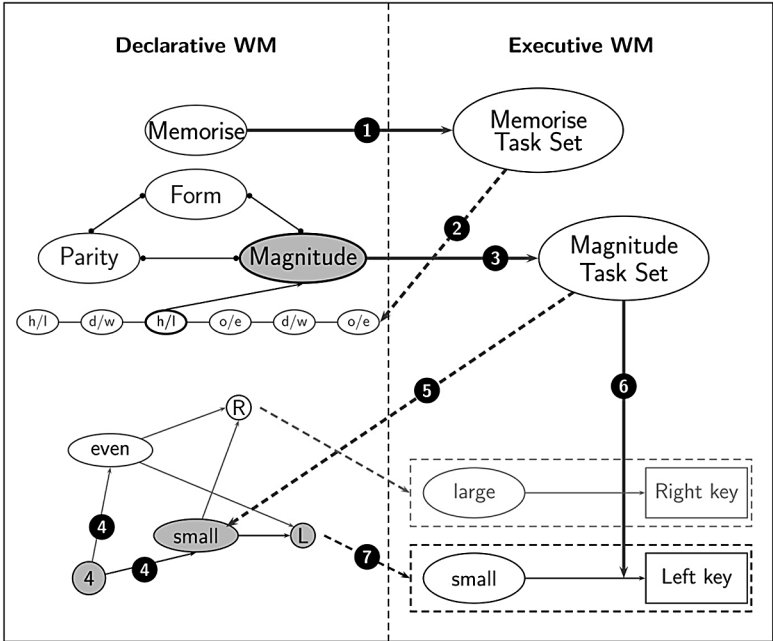 Declarative WM
Executive WM
Memorise
1
Memorise
Task Set
Form
2
Parity
Magnitude
3
Magnitude
Task Set
h/l
d/w
h/l
o/e
d/w
o/e
5
6
R
even
large
Right key
4
small
L
7
4
4
small
Left key